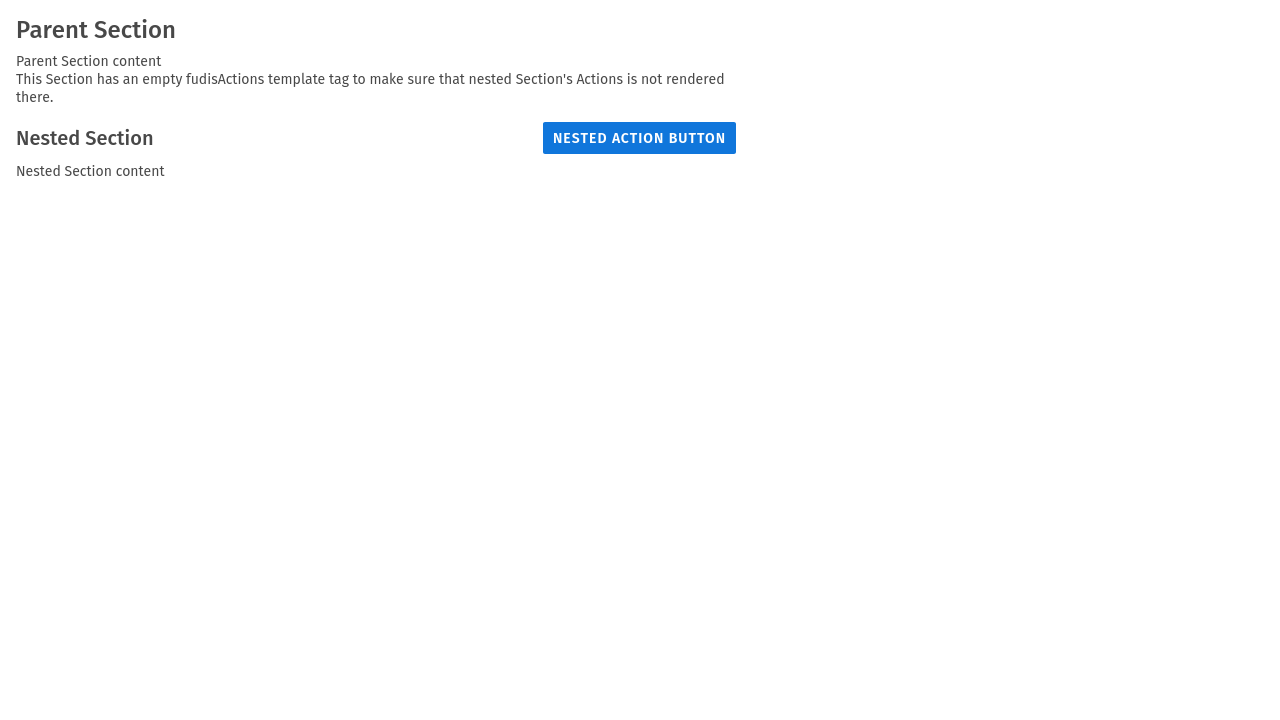 Parent Section
Parent Section content
This Section has an empty fudisActions template tag to make sure that nested Section's Actions is not rendered
there.
Nested Section
NESTED ACTION BUTTON
Nested Section content